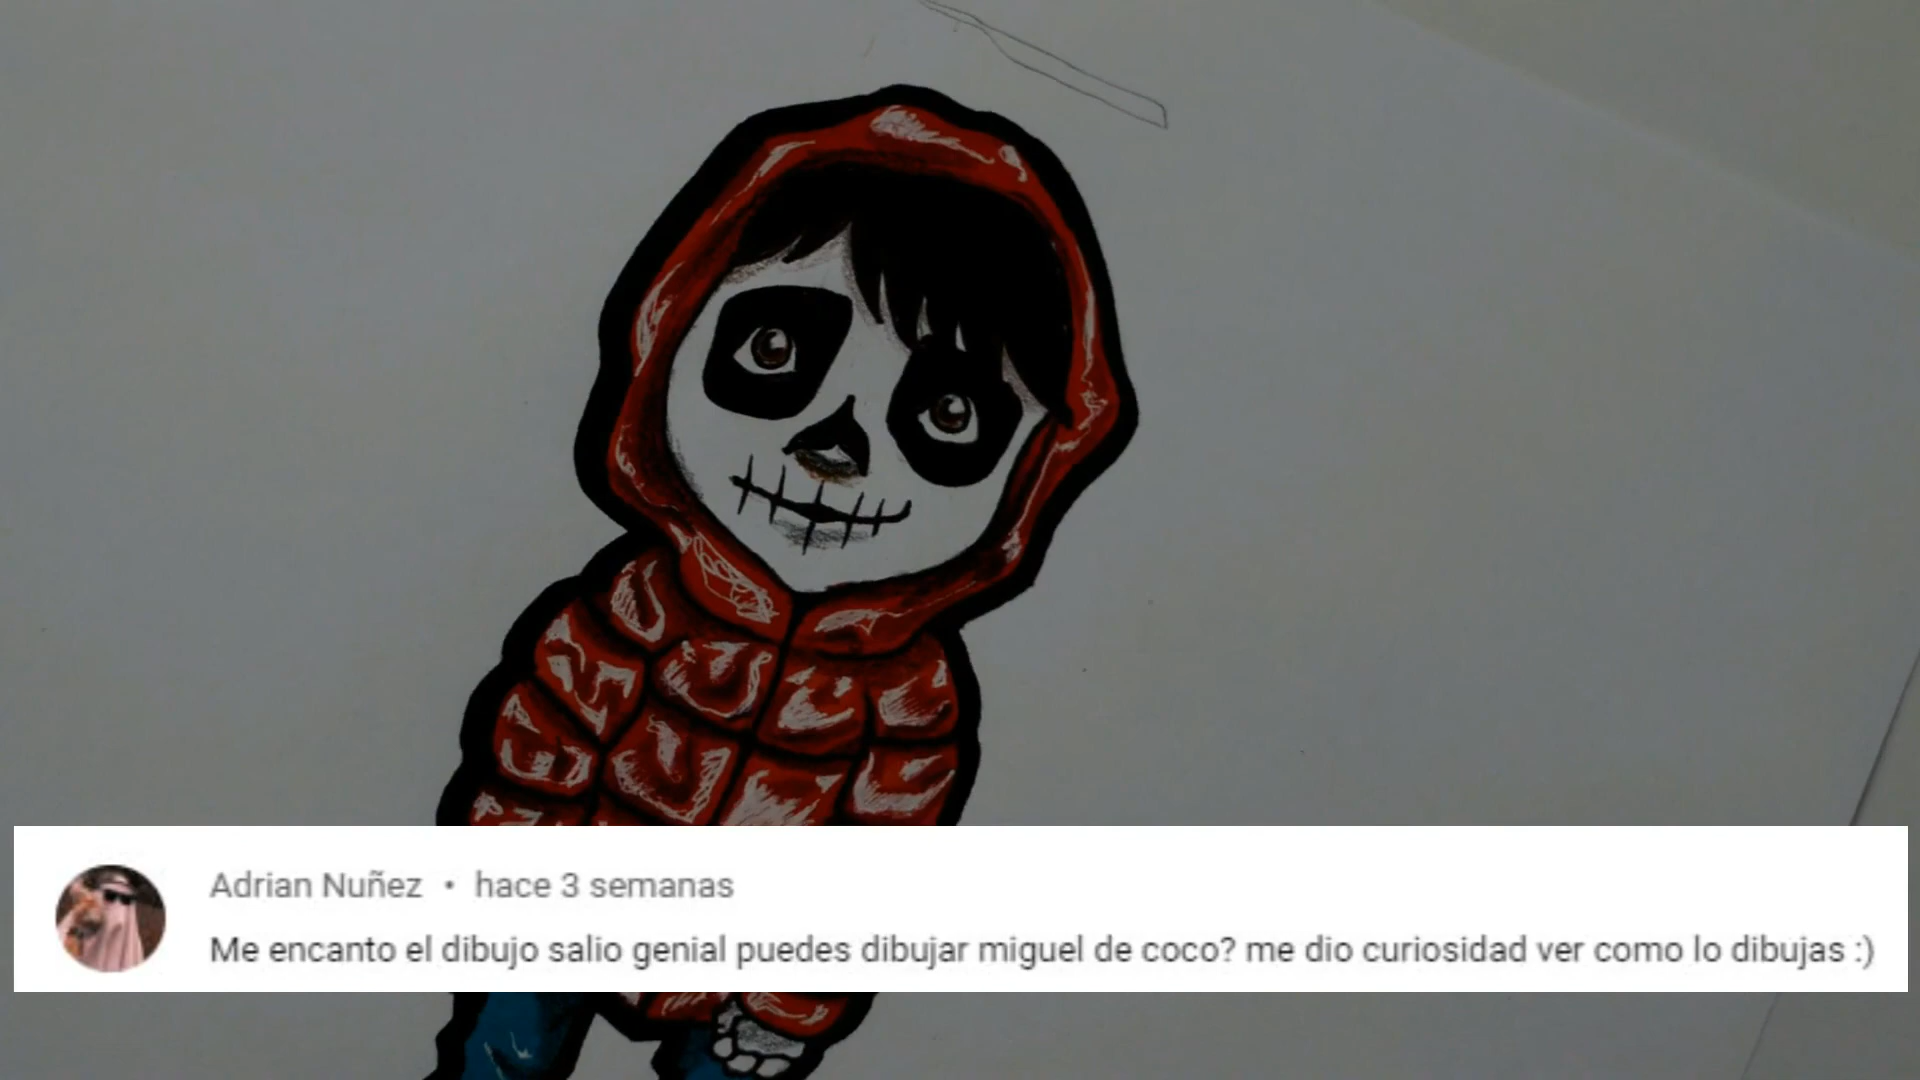 Adrian Nuñez • hace 3 semanas
Me encanto el dibujo salio genial puedes dibujar miguel de coco? me dio curiosidad ver como lo dibujas :)